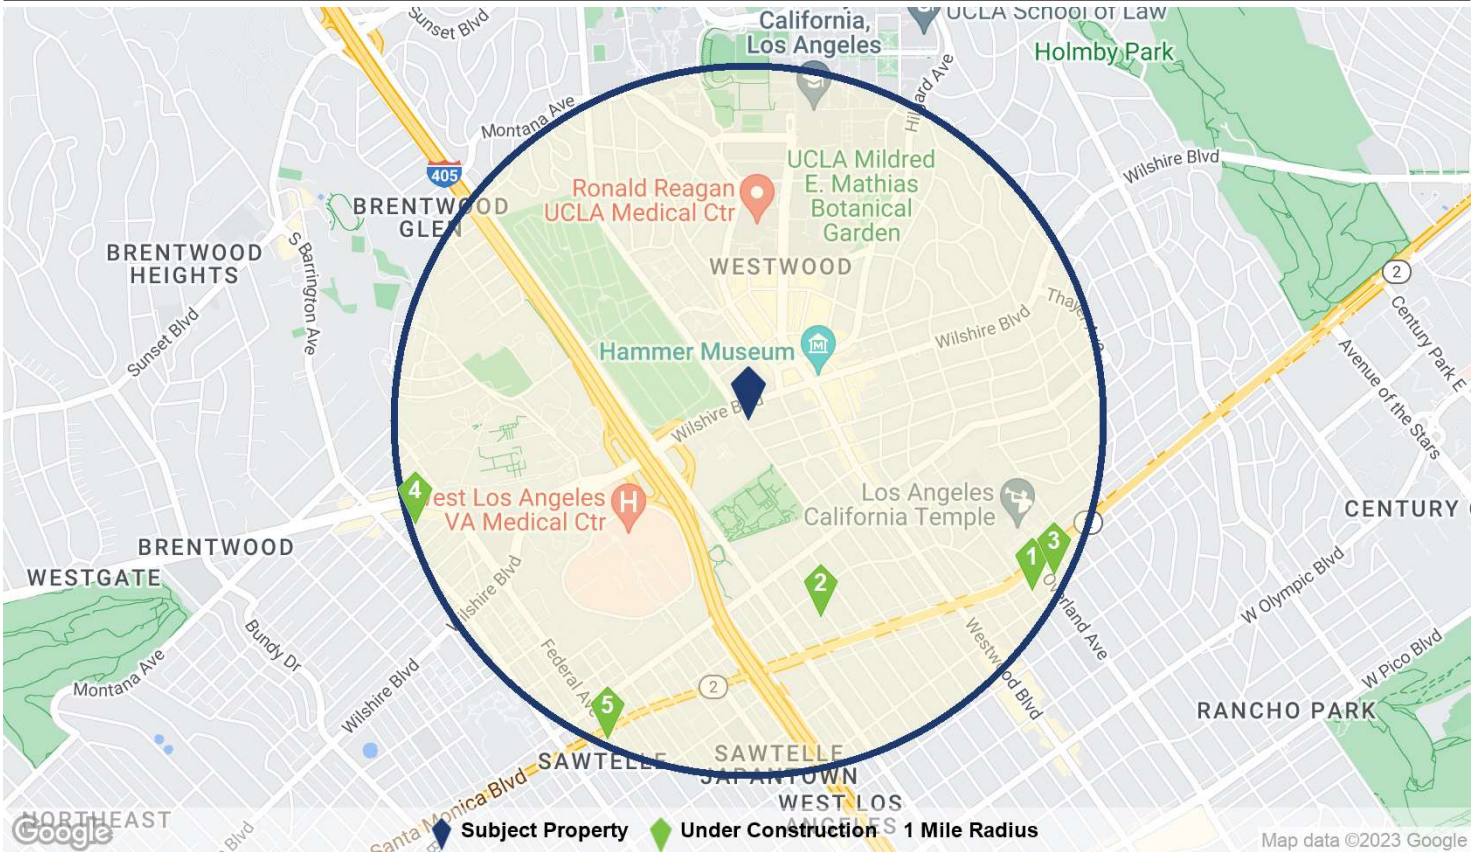 Sunset Blvd
California,
Los Angeles
UCLA School of Law
Holmby Park
Montana Ave
405
BRENTWOOD
GLEN
Ronald Reagan
UCLA Medical Ctr
UCLA Mildred
E. Mathias
Botanical
Garden
Wilshire Blvd
BRENTWOOD
HEIGHTS
S Barrington Ave
WESTWOOD
2
Sunset Blvd
Thayer Ave
Century Park E
Hammer Museum
Wilshire Blvd
Avenue of the Stars
Wilshire
4
West Los Angeles
VA Medical Ctr
Los Angeles
California Temple
CENTURY
BRENTWOOD
1
3
WESTGATE
2
Wilshire Blvd
Overland Ave
W Olympic Blvd
Bundy Dr
Federal Ave
Westwood Blvd
W Pico Blvd
Montana Ave
Wilshire Blvd
2
5
RANCHO PARK
SAWTELLE
SAWTELLE
JAPANTOWN
Santa Monica Blvd
WEST LOS
ANGELES
NORTHEAST
Google
Subject Property
Under Construction
1 Mile Radius
Map data ©2023 Google